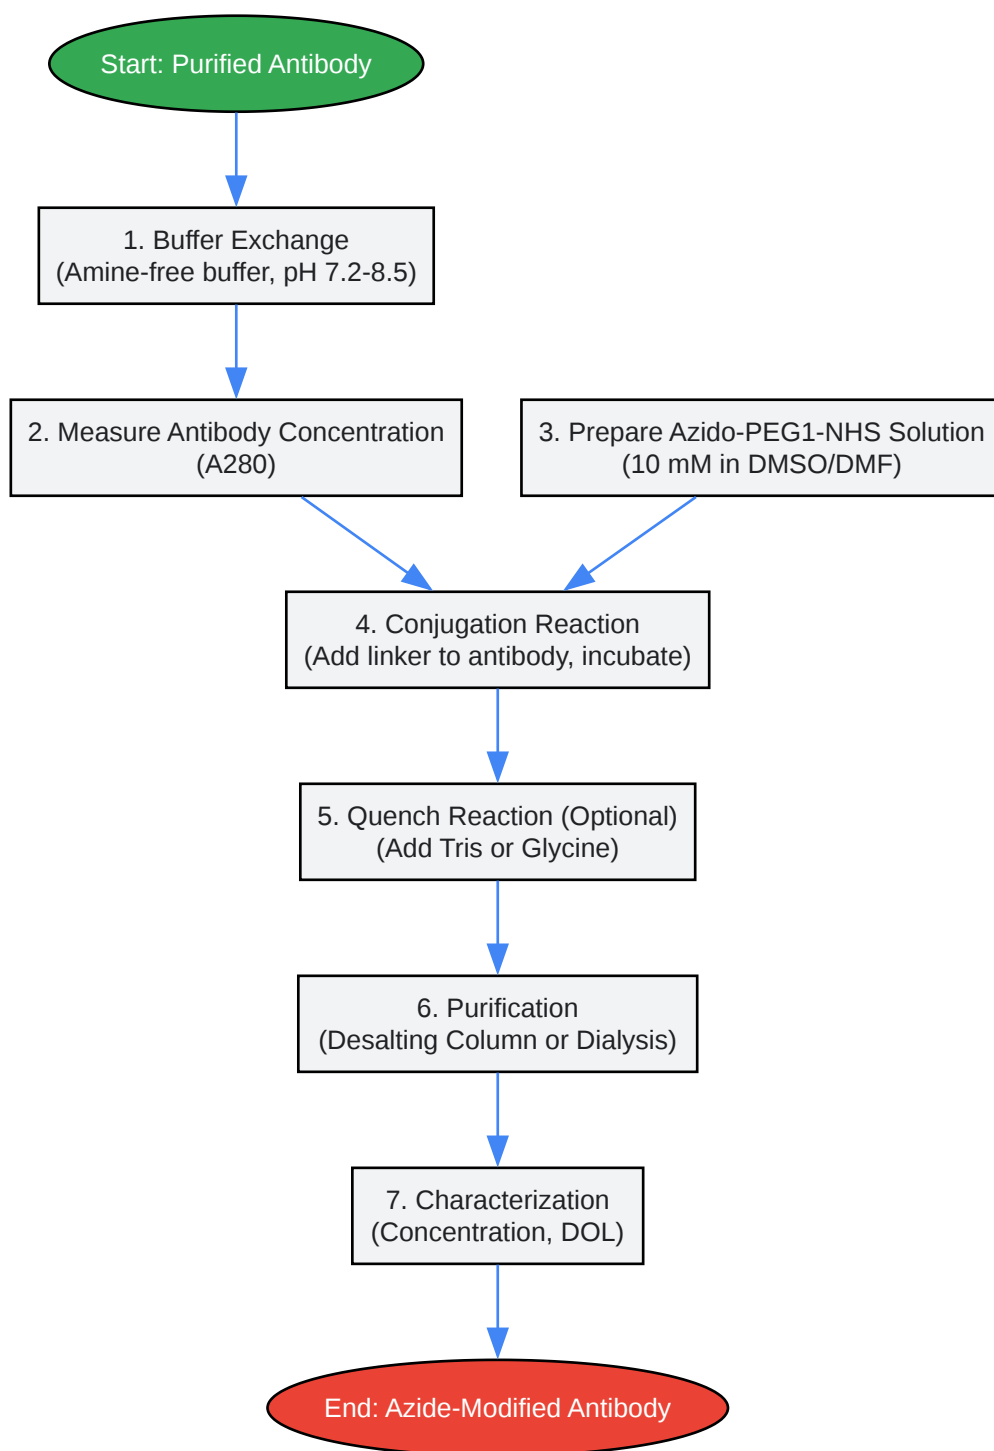 Start: Purified Antibody
1. Buffer Exchange
(Amine-free buffer, pH 7.2-8.5)
2. Measure Antibody Concentration
(A280)
3. Prepare Azido-PEG1-NHS Solution
(10 mM in DMSO/DMF)
4. Conjugation Reaction
(Add linker to antibody, incubate)
5. Quench Reaction (Optional)
(Add Tris or Glycine)
6. Purification
(Desalting Column or Dialysis)
7. Characterization
(Concentration, DOL)
End: Azide-Modified Antibody